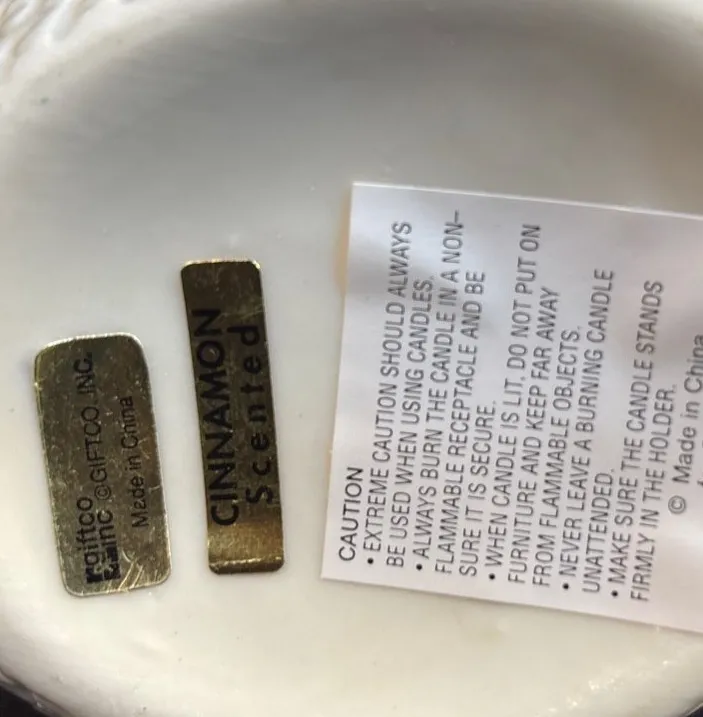 giftco
inc @GIFTCO INC.
Made in China
CINNAMON
Scented
CAUTION
• EXTREME CAUTION SHOULD ALWAYS
BE USED WHEN USING CANDLES.
• ALWAYS BURN THE CANDLE IN A NON–
FLAMMABLE RECEPTACLE AND BE
SURE IT IS SECURE.
• WHEN CANDLE IS LIT, DO NOT PUT ON
FURNITURE AND KEEP FAR AWAY
FROM FLAMMABLE OBJECTS.
• NEVER LEAVE A BURNING CANDLE
UNATTENDED.
• MAKE SURE THE CANDLE STANDS
FIRMLY IN THE HOLDER.
© Made in China